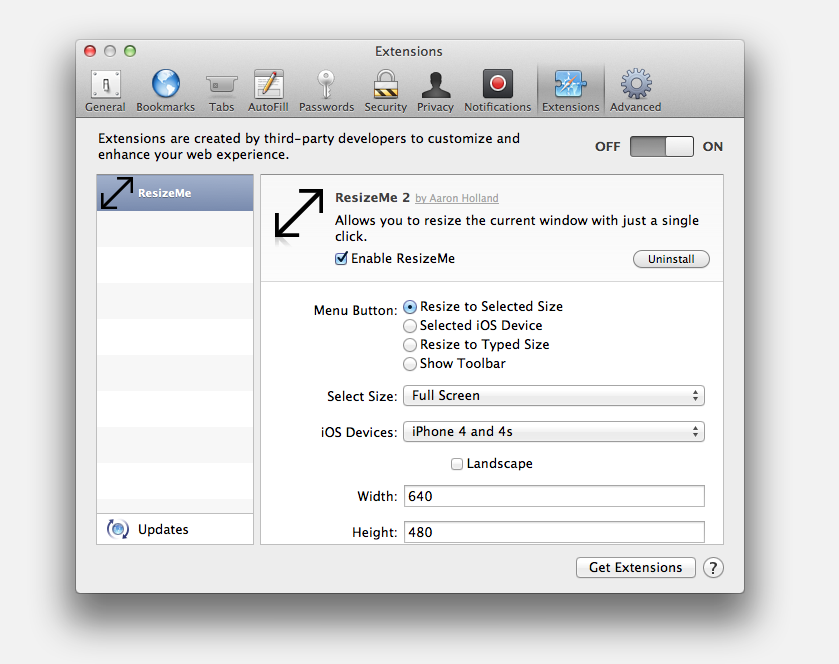 Extensions
General Bookmarks Tabs AutoFill Passwords Security Privacy Notifications Extensions Advanced
Extensions are created by third-party developers to customize and
enhance your web experience.
OFF ON
ResizeMe
Updates
ResizeMe 2 by Aaron Holland
Allows you to resize the current window with just a single
click.
Enable ResizeMe
Uninstall
Menu Button: Resize to Selected Size
Selected iOS Device
Resize to Typed Size
Show Toolbar
Select Size: Full Screen
iOS Devices: iPhone 4 and 4s
Landscape
Width: 640
Height: 480
Get Extensions ?